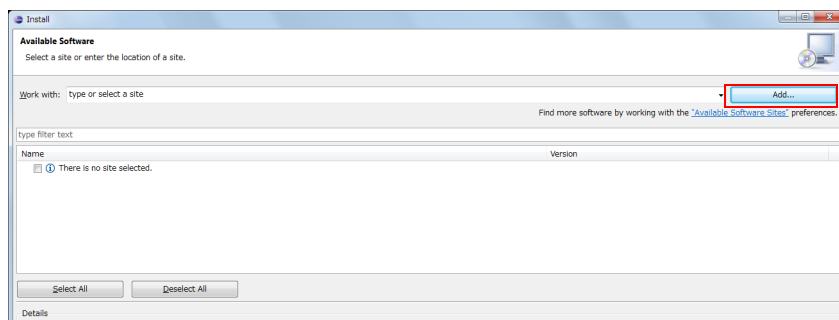 Install
Available Software
Select a site or enter the location of a site.
Work with: type or select a site Add...
Find more software by working with the "Available Software Sites" preferences.
type filter text
Name Version
There is no site selected.
Select All Deselect All
Details